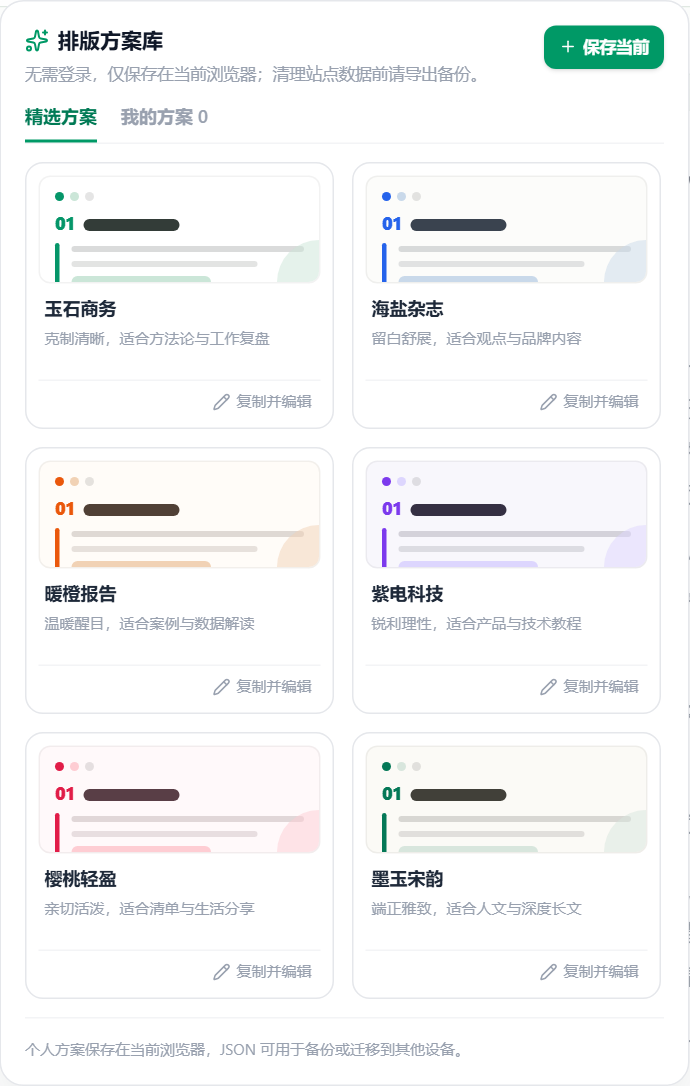 排版方案库
+ 保存当前
无需登录，仅保存在当前浏览器；清理站点数据前请导出备份。
精选方案 我的方案 0
01
玉石商务
克制清晰，适合方法论与工作复盘
复制并编辑
01
海盐杂志
留白舒展，适合观点与品牌内容
复制并编辑
01
暖橙报告
温暖醒目，适合案例与数据解读
复制并编辑
01
紫电科技
锐利理性，适合产品与技术教程
复制并编辑
01
樱桃轻盈
亲切活泼，适合清单与生活分享
复制并编辑
01
墨玉宋韵
端正雅致，适合人文与深度长文
复制并编辑
个人方案保存在当前浏览器，JSON 可用于备份或迁移到其他设备。